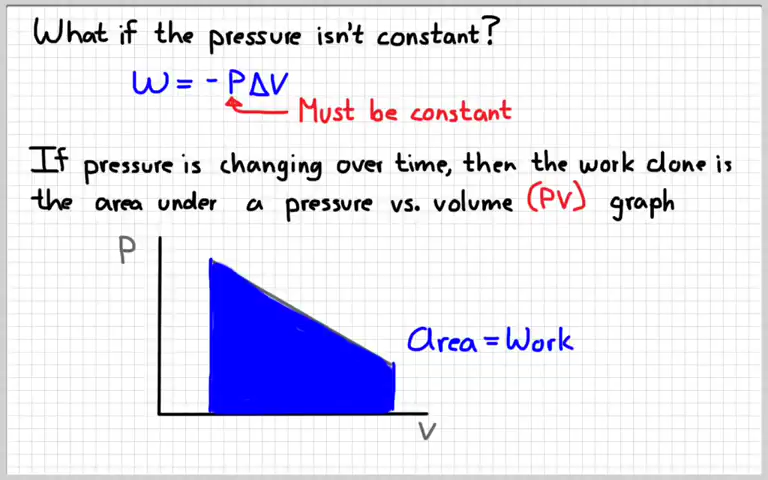 What if the pressure isn't constant?
W = - P Δ V
Must be constant
If pressure is changing over time, then the work done is
the area under a pressure vs. volume (PV) graph
P
area = Work
V